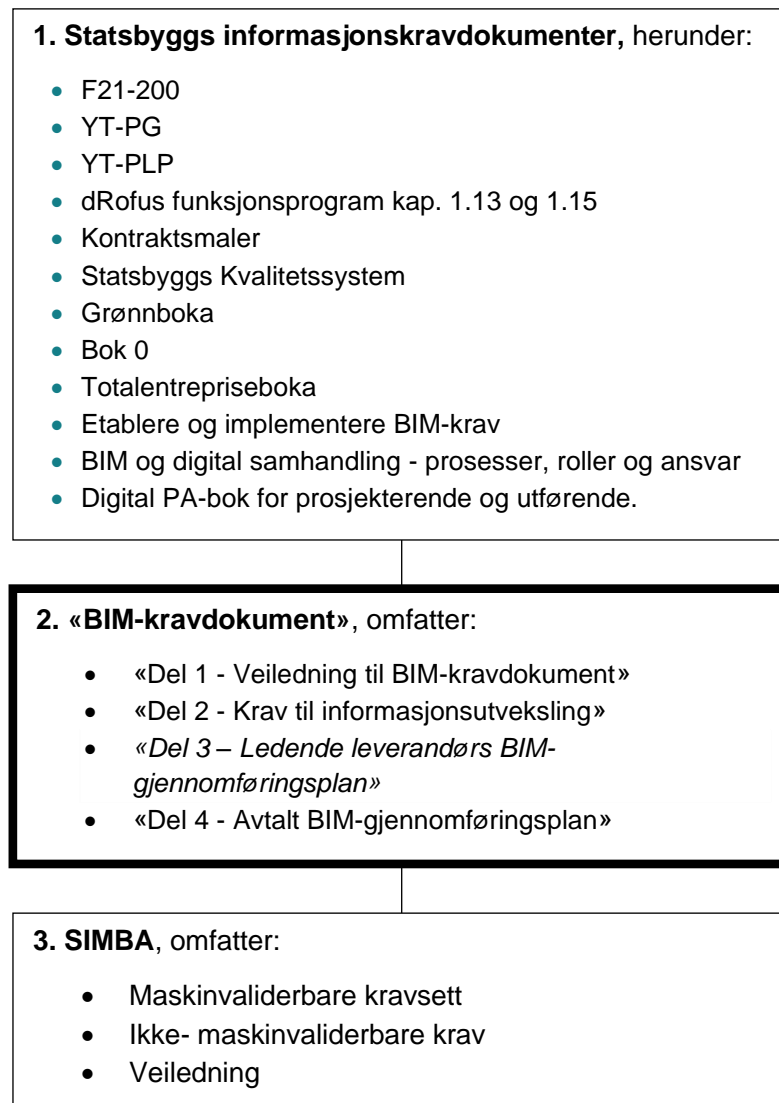 1. Statsbyggs informasjonskravdokumenter, herunder:
• F21-200
• YT-PG
• YT-PLP
• dRofus funksjonsprogram kap. 1.13 og 1.15
• Kontraktsmaler
• Statsbyggs Kvalitetssystem
• Grønnboka
• Bok 0
• Totalentrepriseboka
• Etablere og implementere BIM-krav
• BIM og digital samhandling - prosesser, roller og ansvar
• Digital PA-bok for prosjekterende og utførende.
2. «BIM-kravdokument», omfatter:
• «Del 1 - Veiledning til BIM-kravdokument»
• «Del 2 - Krav til informasjonsutveksling»
• «Del 3 – Ledende leverandørs BIM-
gjennomføringsplan»
• «Del 4 - Avtalt BIM-gjennomføringsplan»
3. SIMBA, omfatter:
• Maskinvaliderbare kravsett
• Ikke- maskinvaliderbare krav
• Veiledning